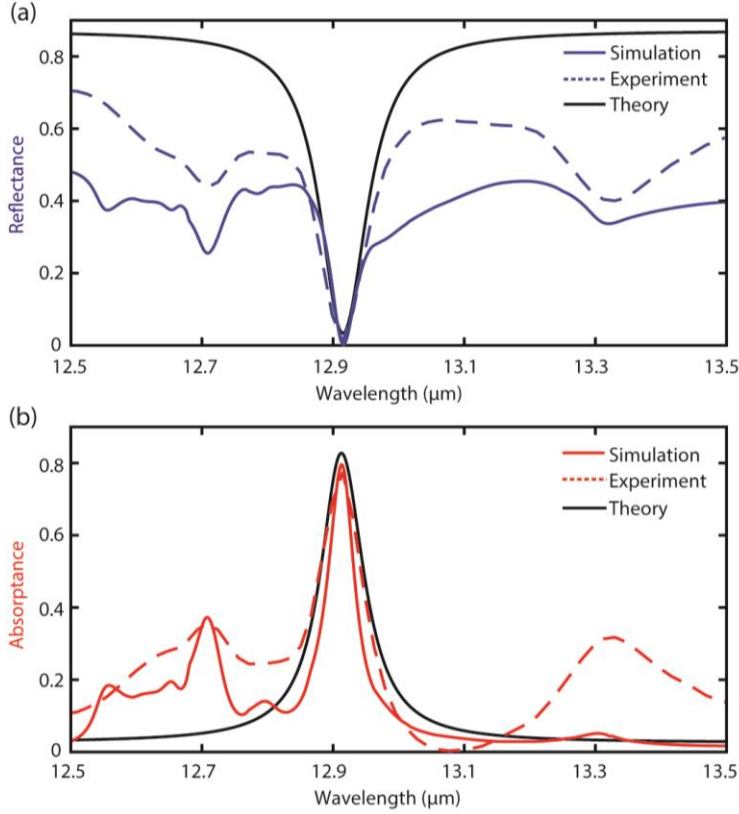 (a)
0.8
0.6
0.4
0.2
0
Reflectance
Simulation
Experiment
Theory
12.5 12.7 12.9 13.1 13.3 13.5
Wavelength (µm)
(b)
0.8
0.6
0.4
0.2
0
Absorptance
Simulation
Experiment
Theory
12.5 12.7 12.9 13.1 13.3 13.5
Wavelength (µm)